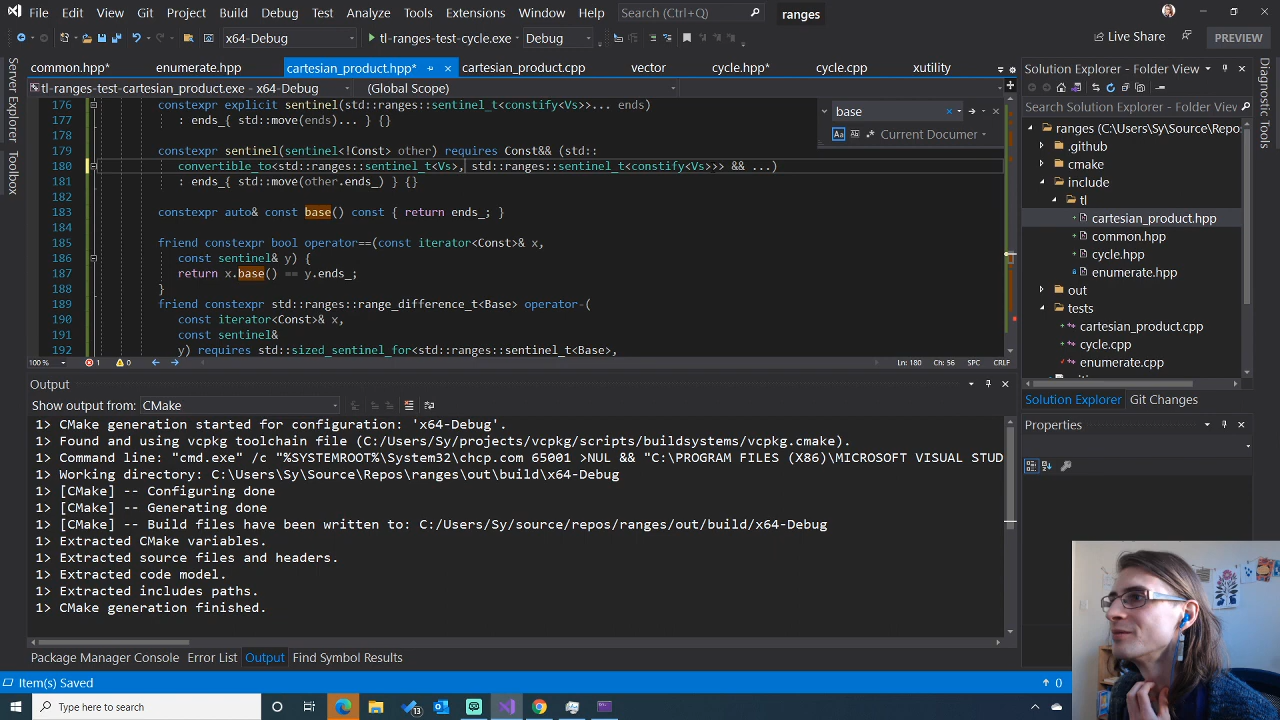 File Edit View Git Project Build Debug Test Analyze Tools Extensions Window Help Search (Ctrl+Q) ranges
x64-Debug tl-ranges-test-cycle.exe Debug Live Share PREVIEW
Server Explorer
Toolbox
common.hpp* enumerate.hpp cartesian_product.hpp* cartesian_product.cpp vector cycle.hpp* cycle.cpp xutility
tl-ranges-test-cartesian_product.exe (x64-Debug) (Global Scope)
base
Aa Current Documen
176 constexpr explicit sentinel(std::ranges::sentinel_t<constify<Vs>>... ends)
177 : ends_{ std::move(ends)... } {}
178
179 constexpr sentinel(sentinel<!Const> other) requires Const&& (std::
180 convertible_to<std::ranges::sentinel_t<Vs>, std::ranges::sentinel_t<constify<Vs>>> && ...)
181 : ends_{ std::move(other.ends_) } {}
182
183 constexpr auto& const base() const { return ends_; }
184
185 friend constexpr bool operator==(const iterator<Const>& x,
186 const sentinel& y) {
187 return x.base() == y.ends_;
188 }
189 friend constexpr std::ranges::range_difference_t<Base> operator-(
190 const iterator<Const>& x,
191 const sentinel&
192 y) requires std::sized_sentinel_for<std::ranges::sentinel_t<Base>,
100 % 1 0 Ln: 180 Ch: 56 SPC CRLF
Output
Show output from: CMake
1> CMake generation started for configuration: 'x64-Debug'.
1> Found and using vcpkg toolchain file (C:/Users/Sy/projects/vcpkg/scripts/buildsystems/vcpkg.cmake).
1> Command line: "cmd.exe" /c "%SYSTEMROOT%\System32\chcp.com 65001 >NUL && "C:\PROGRAM FILES (X86)\MICROSOFT VISUAL STUD
1> Working directory: C:\Users\Sy\Source\Repos\ranges\out\build\x64-Debug
1> [CMake] -- Configuring done
1> [CMake] -- Generating done
1> [CMake] -- Build files have been written to: C:/Users/Sy/source/repos/ranges/out/build/x64-Debug
1> Extracted CMake variables.
1> Extracted source files and headers.
1> Extracted code model.
1> Extracted includes paths.
1> CMake generation finished.
Package Manager Console Error List Output Find Symbol Results
Solution Explorer - Folder View
Search Solution Explorer - Folder View (Ctrl
ranges (C:\Users\Sy\Source\Repo
.github
cmake
include
tl
cartesian_product.hpp
common.hpp
cycle.hpp
enumerate.hpp
out
tests
cartesian_product.cpp
cycle.cpp
enumerate.cpp
Solution Explorer Git Changes
Properties
Diagnostic Tools
Item(s) Saved 0
Type here to search
13